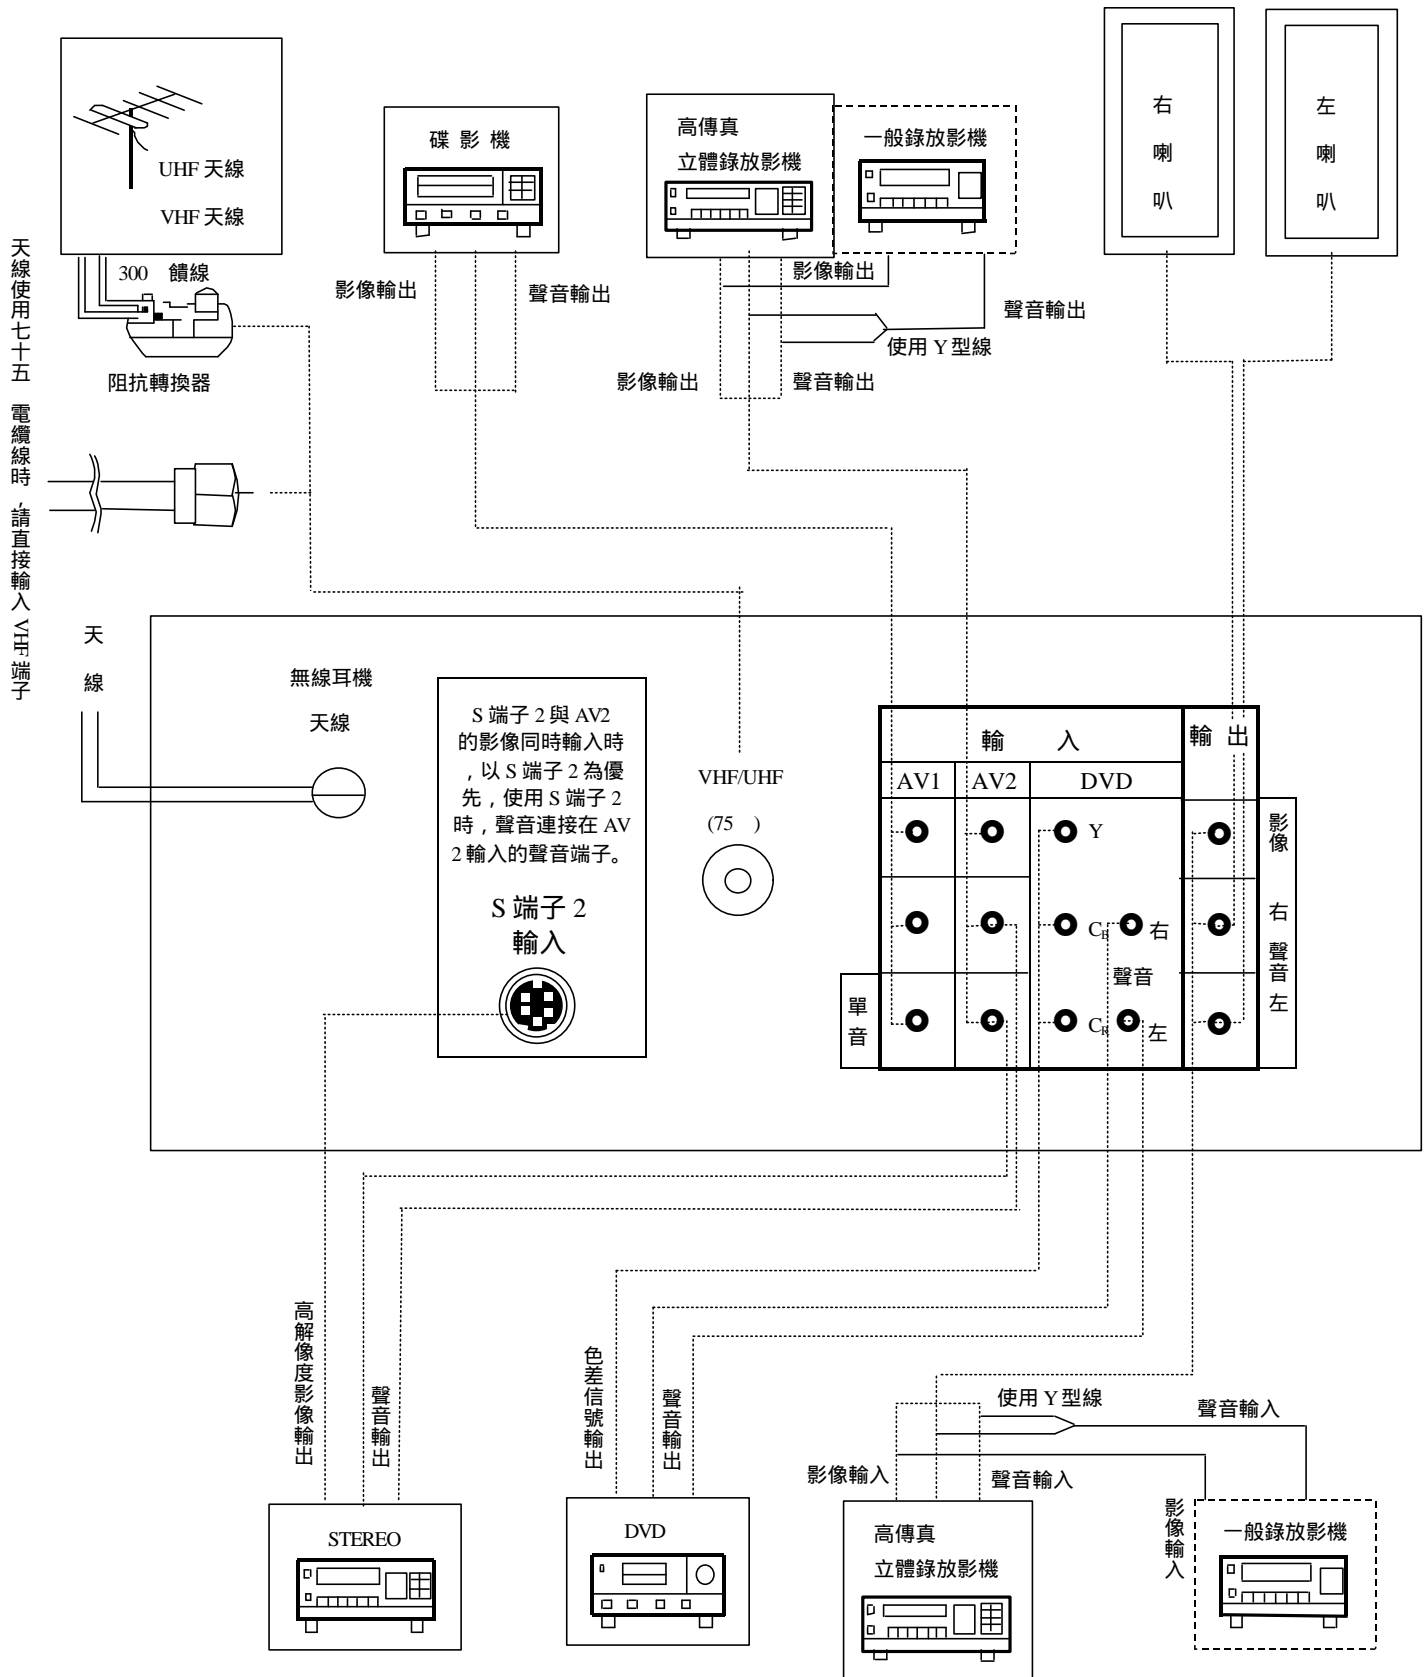 右喇叭
左喇叭
UHF 天線
VHF 天線
碟 影 機
高傳真
立體錄放影機
一般錄放影機
天線使用七十五　電纜線時，請直接輸入 VHF 端子
300　饋線
阻抗轉換器
影像輸出
聲音輸出
影像輸出
聲音輸出
使用 Y 型線
影像輸出
聲音輸出
天線
無線耳機
天線
S 端子 2 與 AV2
的影像同時輸入時
，以 S 端子 2 為優
先，使用 S 端子 2
時，聲音連接在 AV
2 輸入的聲音端子。
S 端子 2
輸入
VHF/UHF
(75　)
輸　入
輸 出
AV1
AV2
DVD
Y
CB
右
聲音
CR
左
單音
影像
右 聲音 左
高解像度影像輸出
聲音輸出
色差信號輸出
聲音輸出
使用 Y 型線
聲音輸入
影像輸入
聲音輸入
影像輸入
STEREO
DVD
高傳真
立體錄放影機
一般錄放影機